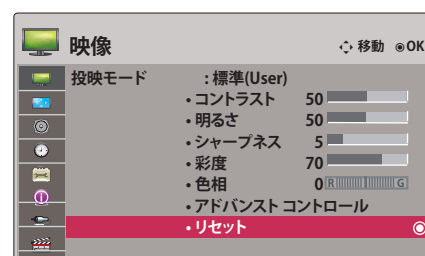 映像 移動 ◉OK
投映モード : 標準(User)
• コントラスト 50
• 明るさ 50
• シャープネス 5
• 彩度 70
• 色相 0 R G
• アドバンスト コントロール
• リセット ◉